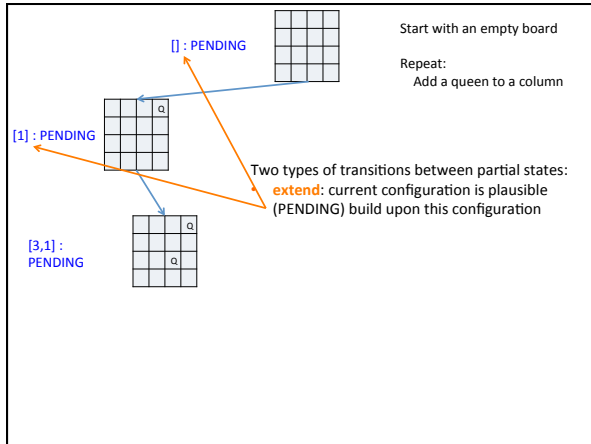 [] : PENDING
Start with an empty board
Repeat:
Add a queen to a column
Q
[1] : PENDING
Two types of transitions between partial states:
• extend: current configuration is plausible
(PENDING) build upon this configuration
[3,1] :
PENDING
Q
Q